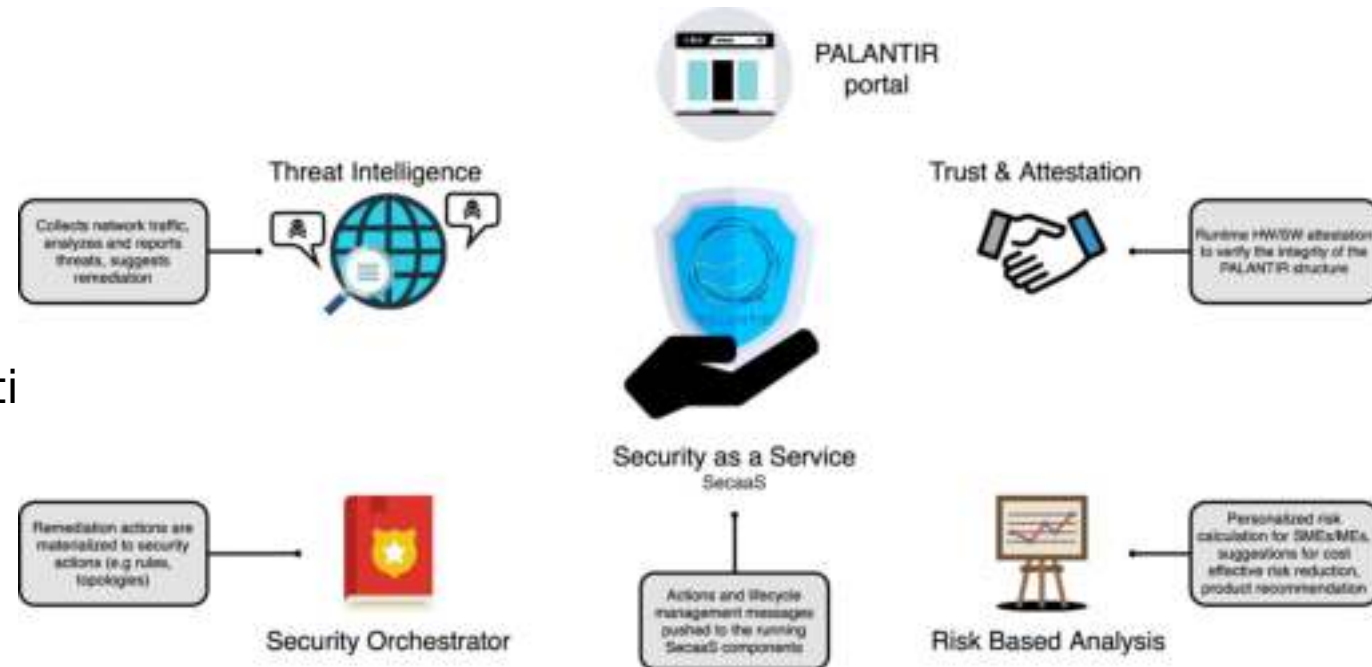 PALANTIR
portal
Threat Intelligence
Collects network traffic,
analyzes and reports
threats, suggests
remediation
Trust & Attestation
Runtime HW/SW attestation
to verify the integrity of the
PALANTIR structure
ti
Security as a Service
SecaaS
Remediation actions are
materialized to security
actions (e.g rules,
topologies)
Security Orchestrator
Actions and lifecycle
management messages
pushed to the running
SecaaS components
Personalized risk
calculation for SMEs/MEs,
suggestions for cost
effective risk reduction,
product recommendation
Risk Based Analysis